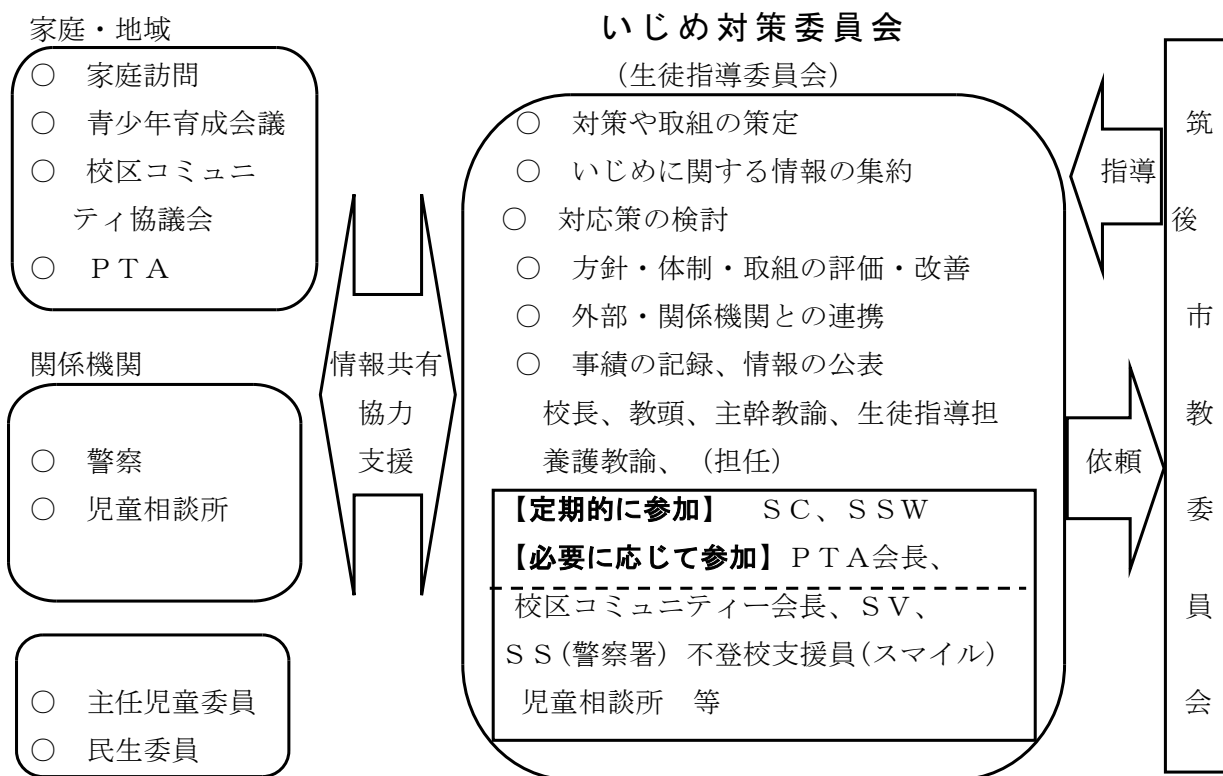 家庭・地域
○ 家庭訪問
○ 青少年育成会議
○ 校区コミュニ
ティ協議会
○ ＰＴＡ
関係機関
○ 警察
○ 児童相談所
○ 主任児童委員
○ 民生委員
情報共有
協力
支援
いじめ対策委員会
（生徒指導委員会）
○ 対策や取組の策定
○ いじめに関する情報の集約
○ 対応策の検討
○ 方針・体制・取組の評価・改善
○ 外部・関係機関との連携
○ 事績の記録、情報の公表
校長、教頭、主幹教諭、生徒指導担
養護教諭、（担任）
【定期的に参加】 ＳＣ、ＳＳＷ
【必要に応じて参加】ＰＴＡ会長、
校区コミュニティー会長、ＳＶ、
ＳＳ(警察署） 不登校支援員(スマイル）
児童相談所 等
指導
依頼
筑後市教委員会